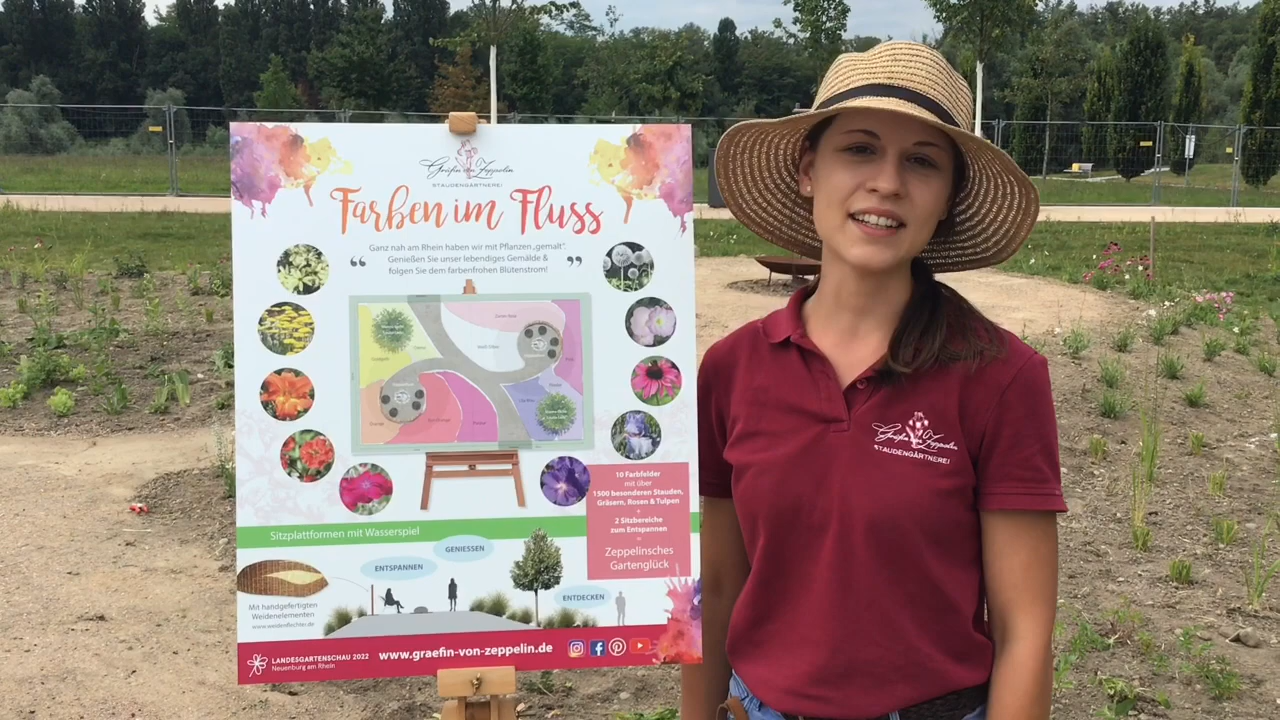 Gräfin von Zeppelin
STAUDENGÄRTNEREI
Farben im Fluss
Ganz nah am Rhein haben wir mit Pflanzen „gemalt“.
Genießen Sie unser lebendiges Gemälde &
folgen Sie dem farbenfrohen Blütenstrom!
10 Farbfelder
mit über
1500 besonderen Stauden,
Gräsern, Rosen & Tulpen
+
2 Sitzbereiche
zum Entspannen
=
Zeppelinsches
Gartenglück
Sitzplattformen mit Wasserspiel
GENIESSEN
ENTSPANNEN
ENTDECKEN
Mit handgefertigten
Weidenelementen
www.weidenflechter.de
LANDESGARTENSCHAU 2022
Neuenburg am Rhein
www.graefin-von-zeppelin.de
Gräfin von Zeppelin
STAUDENGÄRTNEREI